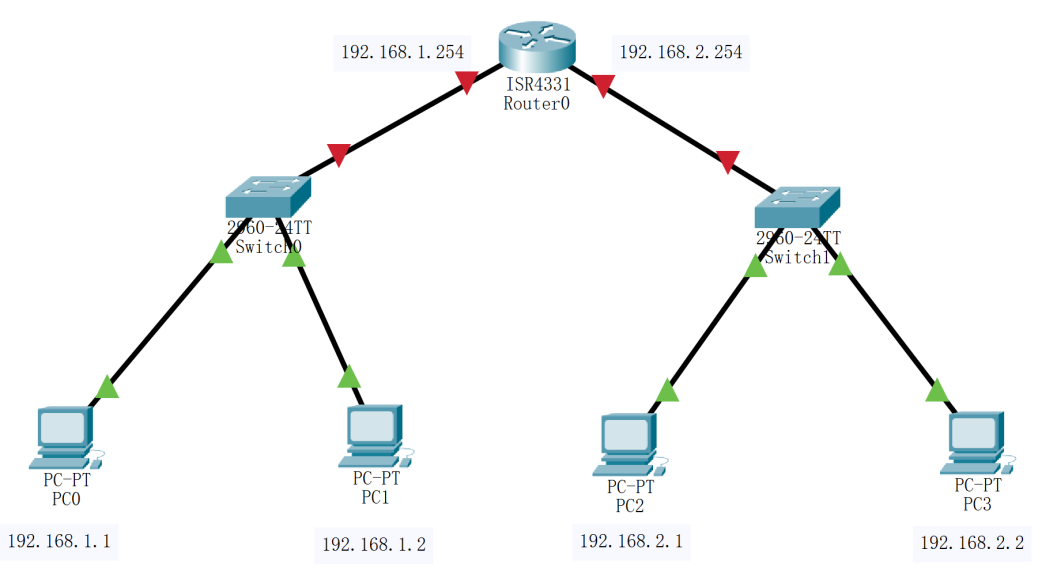 192.168.1.254
192.168.2.254
ISR4331
Router0
2960-24TT
Switch0
2960-24TT
Switch1
PC-PT
PC0
PC-PT
PC1
PC-PT
PC2
PC-PT
PC3
192.168.1.1
192.168.1.2
192.168.2.1
192.168.2.2